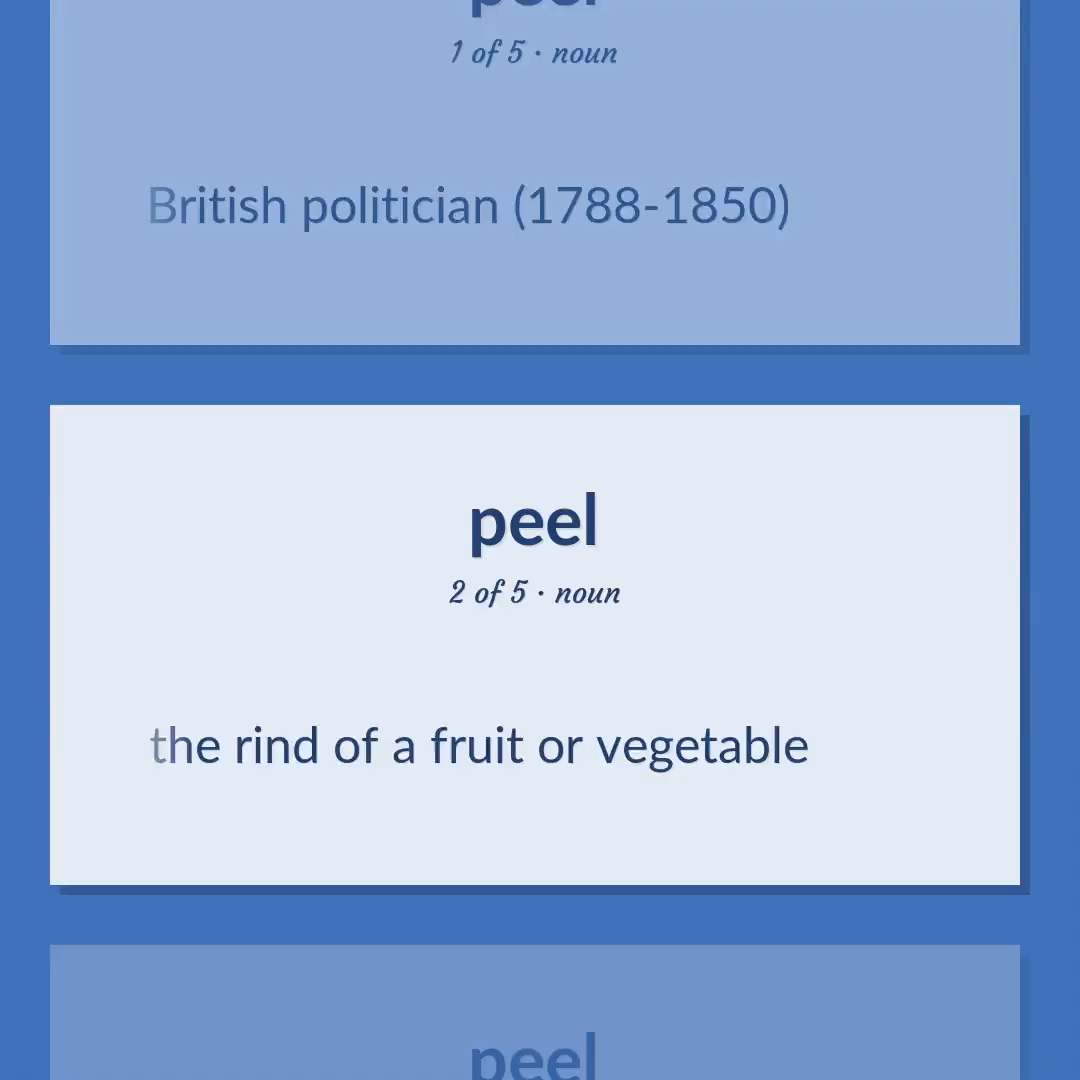 peel
1 of 5 · noun
British politician (1788-1850)
peel
2 of 5 · noun
the rind of a fruit or vegetable
peel